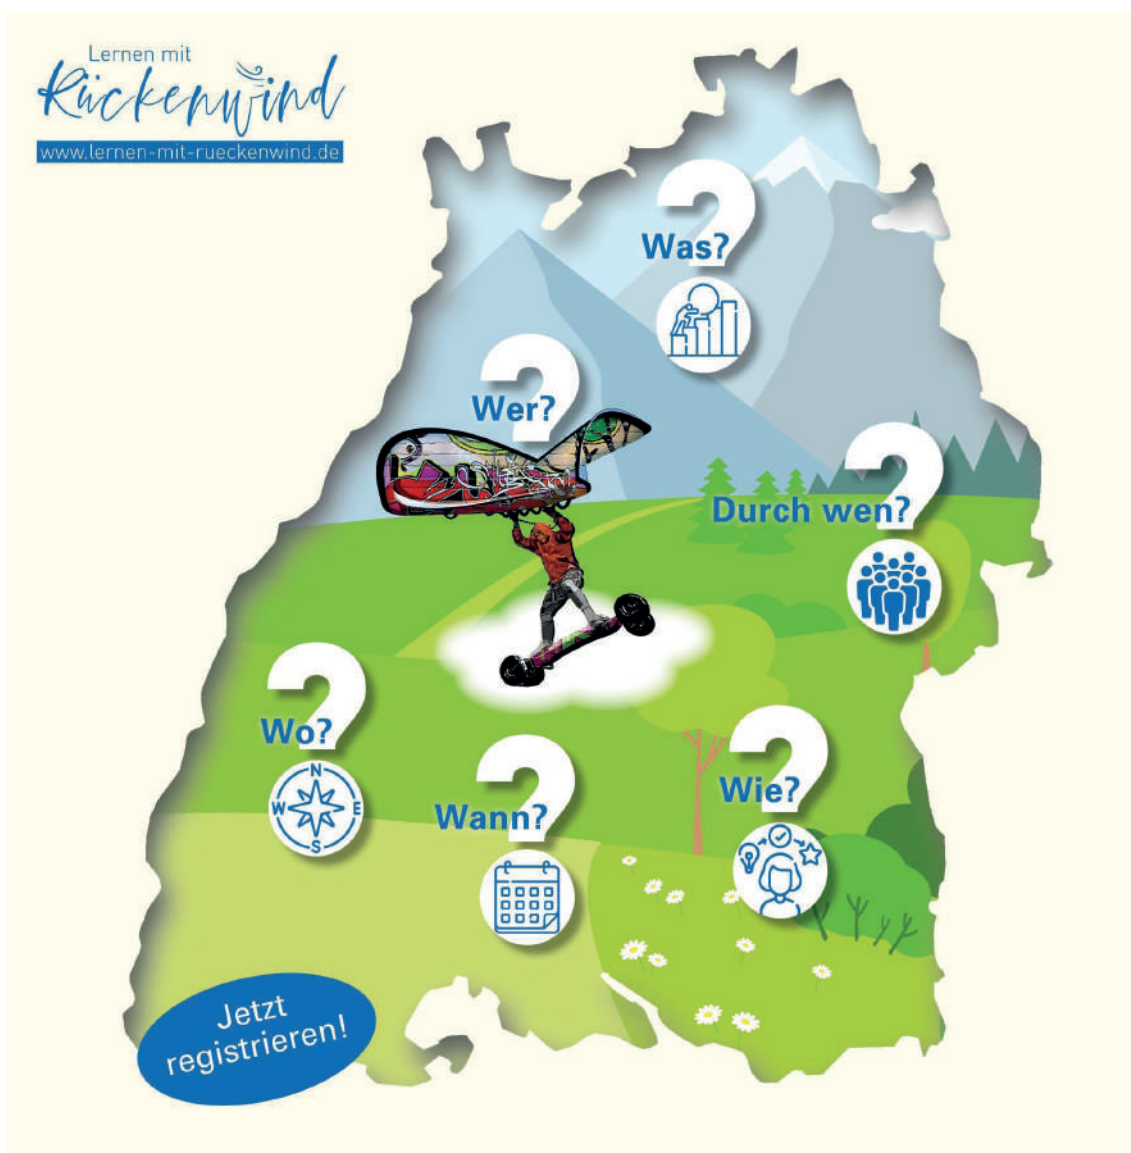 Lernen mit
Rückenwind
www.lernen-mit-rueckenwind.de
Was?
Wer?
Durch wen?
Wo?
N
W E
S
Wann?
Wie?
Jetzt
registrieren!